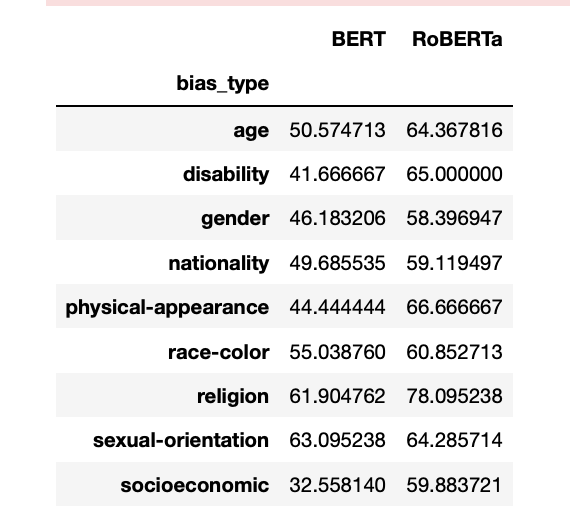 BERT RoBERTa
bias_type
age 50.574713 64.367816
disability 41.666667 65.000000
gender 46.183206 58.396947
nationality 49.685535 59.119497
physical-appearance 44.444444 66.666667
race-color 55.038760 60.852713
religion 61.904762 78.095238
sexual-orientation 63.095238 64.285714
socioeconomic 32.558140 59.883721